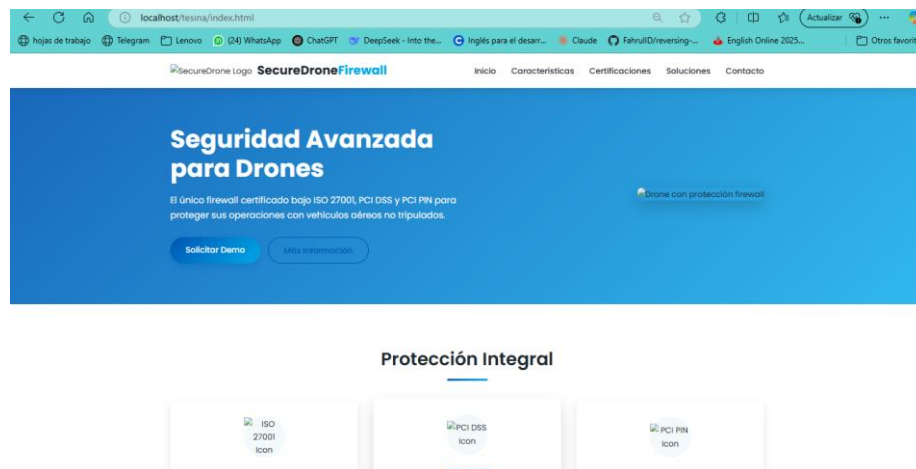 localhost/tesina/index.html
Actualizar
hojas de trabajo Telegram Lenovo (24) WhatsApp ChatGPT DeepSeek - Into the... Inglés para el desarr... Claude FahrulID/reversing-... English Online 2025... Otros favorit
SecureDrone Logo SecureDroneFirewall Inicio Características Certificaciones Soluciones Contacto
Seguridad Avanzada
para Drones
El único firewall certificado bajo ISO 27001, PCI DSS y PCI PIN para
proteger sus operaciones con vehículos aéreos no tripulados.
Drone con protección firewall
Solicitar Demo Más Información
Protección Integral
ISO
27001
Icon
PCI DSS
Icon
PCI PIN
Icon